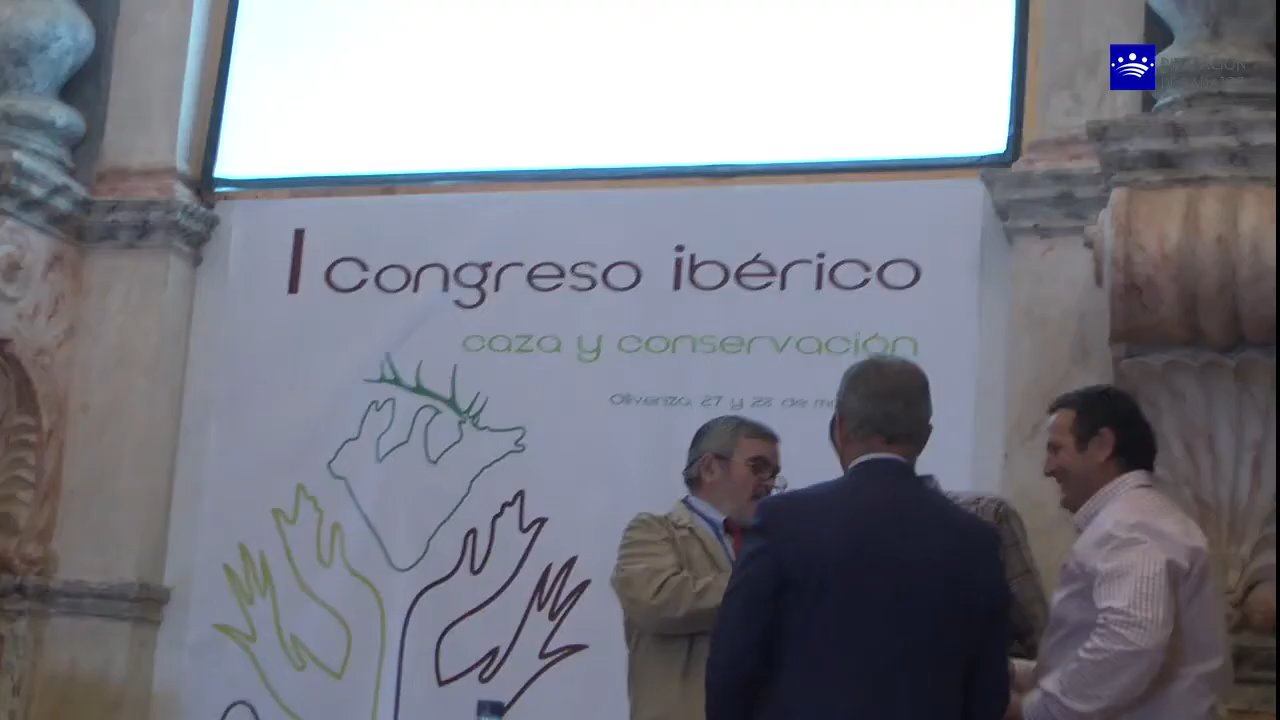 I Congreso ibérico
caza y conservación
Olivenza, 27 y 28 de